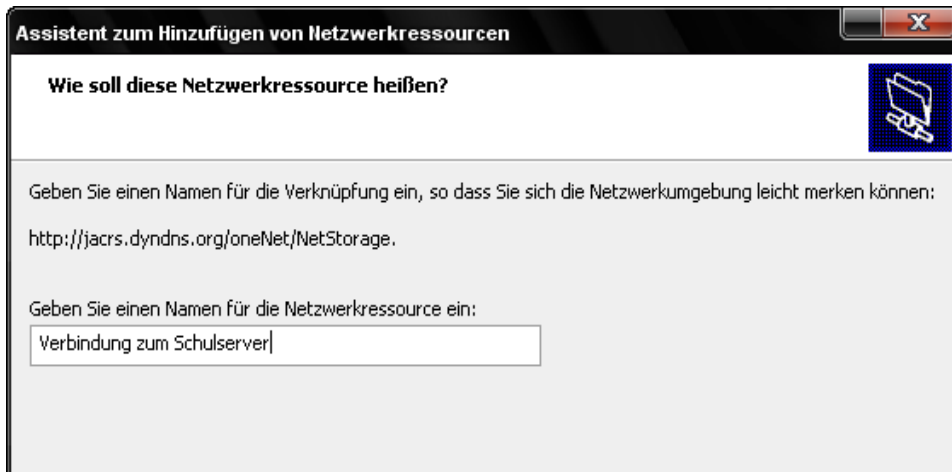 Assistent zum Hinzufügen von Netzwerkressourcen
Wie soll diese Netzwerkressource heißen?
Geben Sie einen Namen für die Verknüpfung ein, so dass Sie sich die Netzwerkumgebung leicht merken können:
http://jacrs.dyndns.org/oneNet/NetStorage.
Geben Sie einen Namen für die Netzwerkressource ein:
Verbindung zum Schulserver